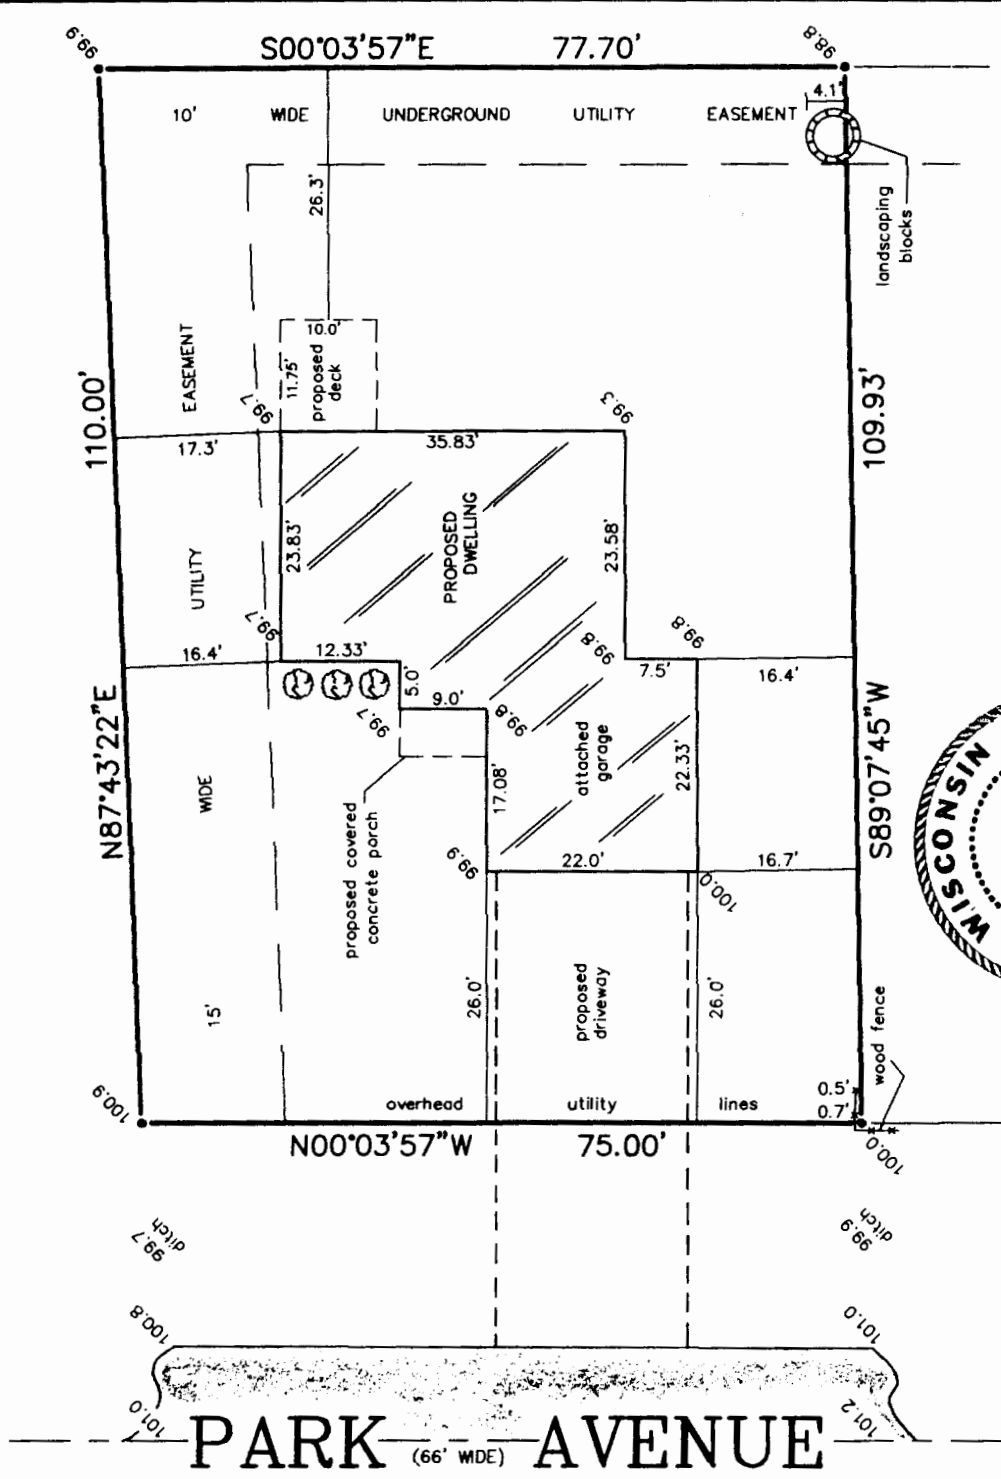 99.9
S00°03'57"E 77.70'
98.8
4.1'
10' WIDE UNDERGROUND UTILITY EASEMENT
landscaping
blocks
26.3'
10.0'
11.75'
proposed
deck
EASEMENT
99.7
99.3
110.00'
109.93'
17.3'
35.83'
23.83'
PROPOSED
DWELLING
23.58'
UTILITY
99.7
99.8
99.8
16.4'
12.33'
7.5'
16.4'
5.0'
9.0'
99.7
99.8
N87°43'22"E
S89°07'45"W
WISCONSIN
WIDE
attached
garage
22.33'
17.08'
proposed covered
concrete porch
99.9
22.0'
16.7'
100.0
15'
26.0'
proposed
driveway
26.0'
wood fence
0.5'
0.7'
100.9
overhead utility lines
N00°03'57"W 75.00'
100.0
99.7
ditch
99.9
ditch
100.8
101.0
101.0
101.2
PARK (66' WIDE) AVENUE